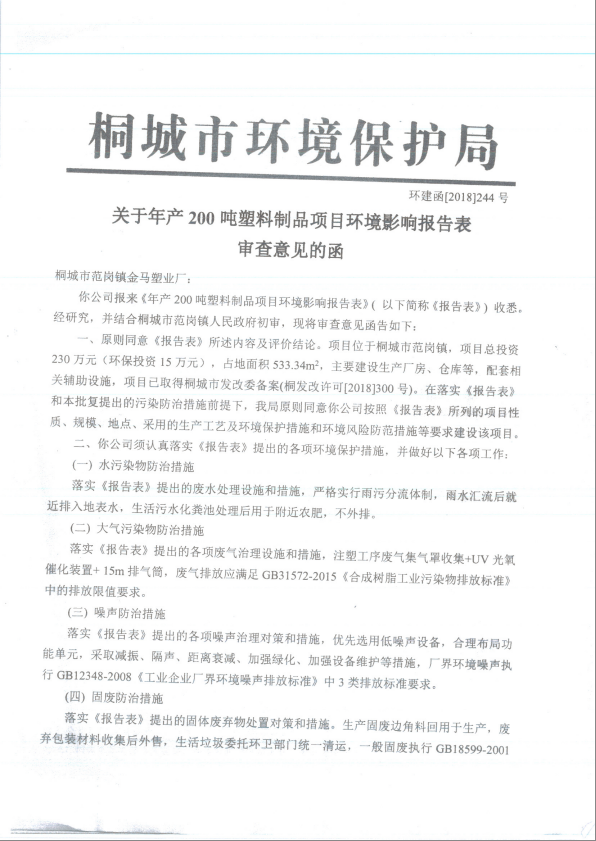 桐城市环境保护局
环建函[2018]244 号
关于年产 200 吨塑料制品项目环境影响报告表
审查意见的函
桐城市范岗镇金马塑业厂：
你公司报来《年产 200 吨塑料制品项目环境影响报告表》( 以下简称《报告表》) 收悉。
经研究，并结合桐城市范岗镇人民政府初审，现将审查意见函告如下：
一、原则同意《报告表》所述内容及评价结论。项目位于桐城市范岗镇，项目总投资
230 万元（环保投资 15 万元），占地面积 533.34m²，主要建设生产厂房、仓库等，配套相
关辅助设施，项目已取得桐城市发改委备案(桐发改许可[2018]300 号)。在落实《报告表》
和本批复提出的污染防治措施前提下，我局原则同意你公司按照《报告表》所列的项目性
质、规模、地点、采用的生产工艺及环境保护措施和环境风险防范措施等要求建设该项目。
二、你公司须认真落实《报告表》提出的各项环境保护措施，并做好以下各项工作：
(一) 水污染物防治措施
落实《报告表》提出的废水处理设施和措施，严格实行雨污分流体制，雨水汇流后就
近排入地表水，生活污水化粪池处理后用于附近农肥，不外排。
(二) 大气污染物防治措施
落实《报告表》提出的各项废气治理设施和措施，注塑工序废气集气罩收集+UV 光氧
催化装置+ 15m 排气筒，废气排放应满足 GB31572-2015《合成树脂工业污染物排放标准》
中的排放限值要求。
(三) 噪声防治措施
落实《报告表》提出的各项噪声治理对策和措施，优先选用低噪声设备，合理布局功
能单元，采取减振、隔声、距离衰减、加强绿化、加强设备维护等措施，厂界环境噪声执
行 GB12348-2008《工业企业厂界环境噪声排放标准》中 3 类排放标准要求。
(四) 固废防治措施
落实《报告表》提出的固体废弃物处置对策和措施。生产固废边角料回用于生产，废
弃包装材料收集后外售，生活垃圾委托环卫部门统一清运，一般固废执行 GB18599-2001